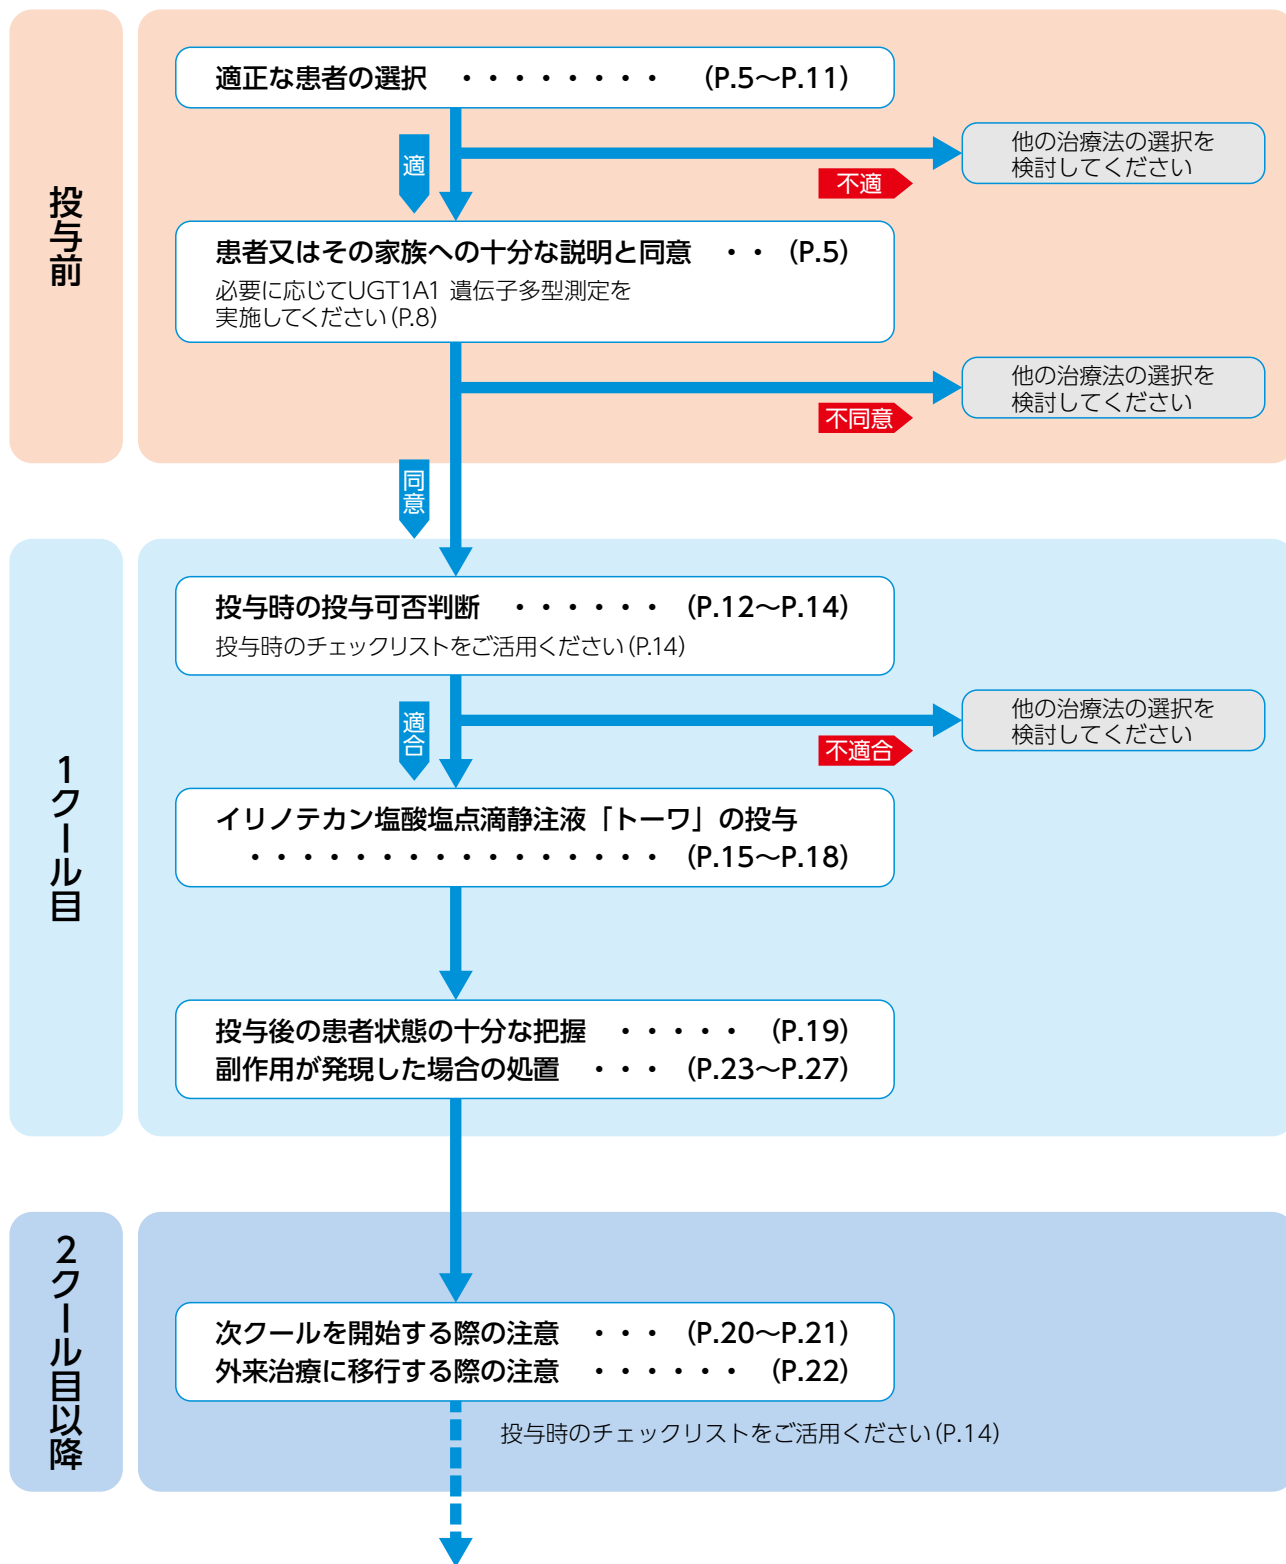 投与前
適正な患者の選択 ・・・・・・・・ (P.5～P.11)
適
不適
他の治療法の選択を
検討してください
患者又はその家族への十分な説明と同意 ・・ (P.5)
必要に応じてUGT1A1 遺伝子多型測定を
実施してください(P.8)
不同意
他の治療法の選択を
検討してください
同意
1クール目
投与時の投与可否判断 ・・・・・・ (P.12～P.14)
投与時のチェックリストをご活用ください(P.14)
適合
不適合
他の治療法の選択を
検討してください
イリノテカン塩酸塩点滴静注液「トーワ」の投与
・・・・・・・・・・・・・・・・ (P.15～P.18)
投与後の患者状態の十分な把握 ・・・・・ (P.19)
副作用が発現した場合の処置 ・・・ (P.23～P.27)
2クール目以降
次クールを開始する際の注意 ・・・ (P.20～P.21)
外来治療に移行する際の注意 ・・・・・・ (P.22)
投与時のチェックリストをご活用ください(P.14)